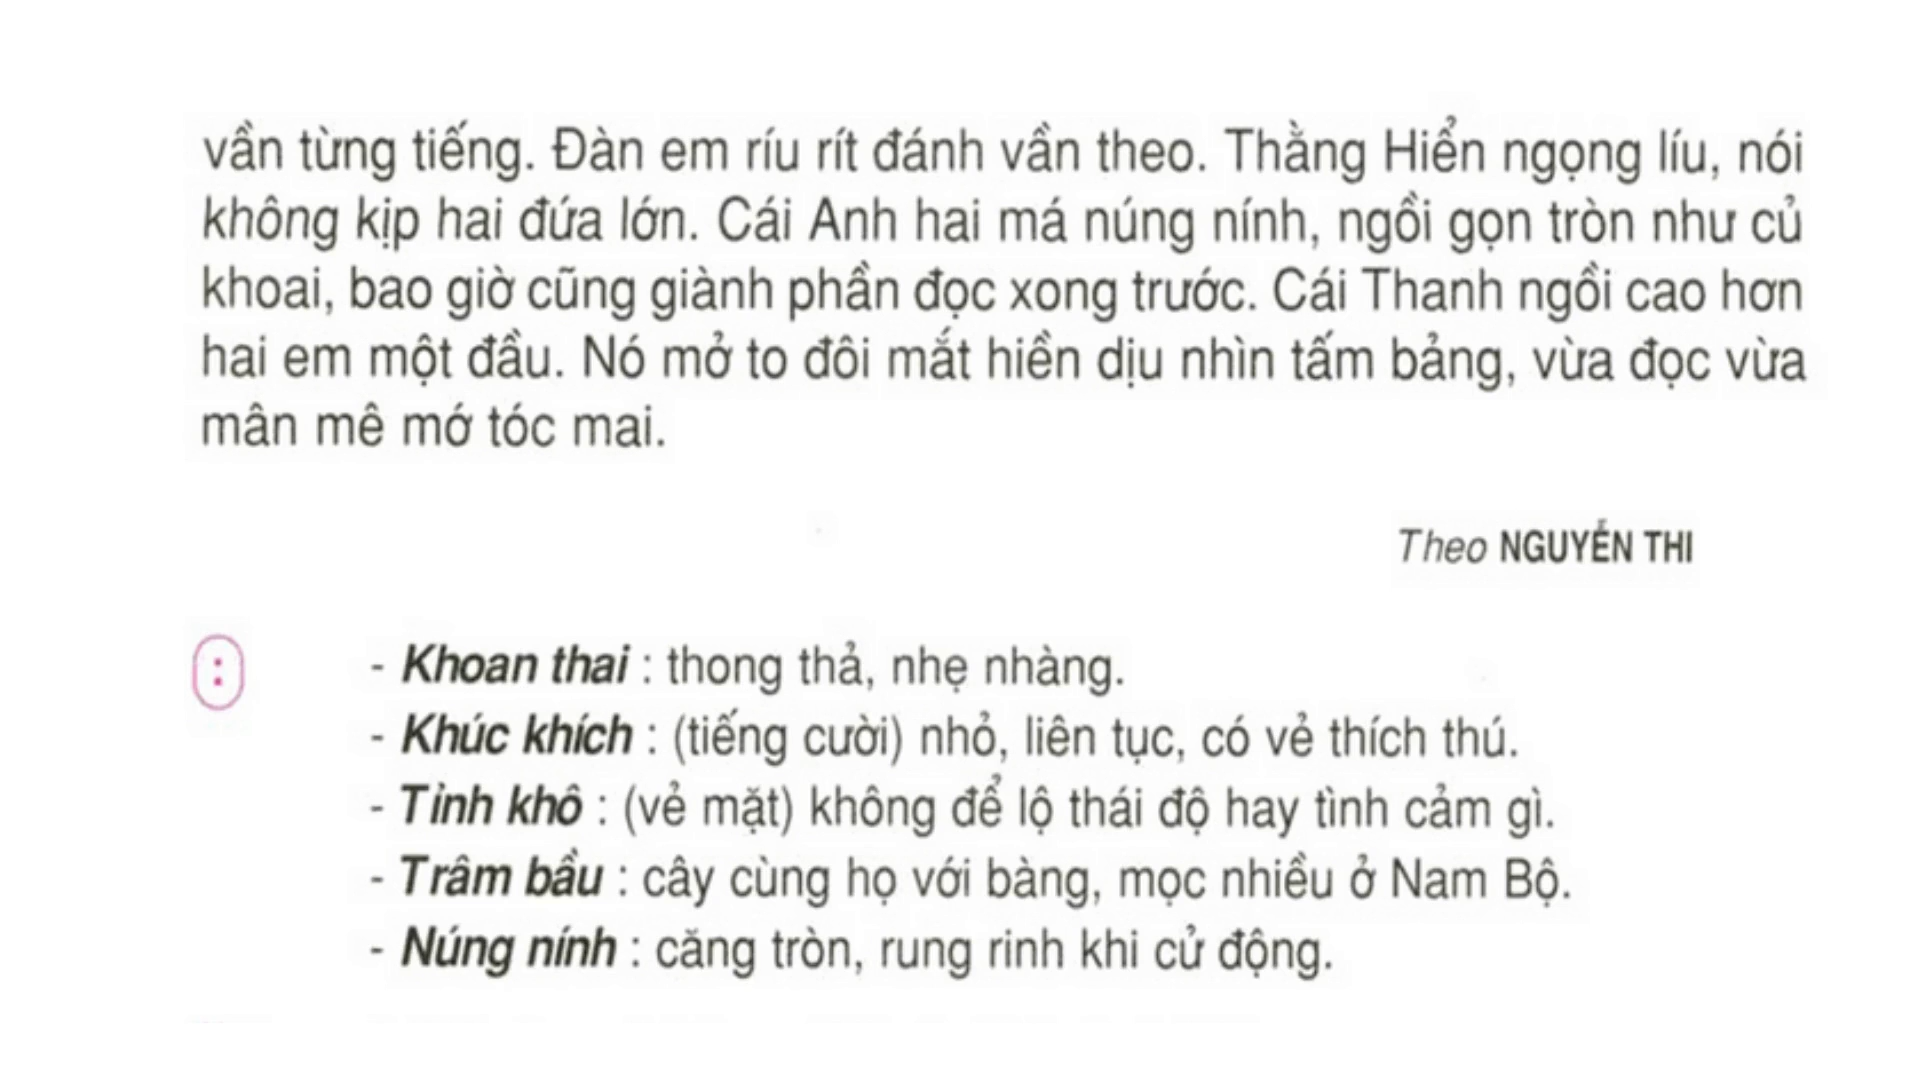 vần từng tiếng. Đàn em ríu rít đánh vần theo. Thằng Hiển ngọng líu, nói
không kịp hai đứa lớn. Cái Anh hai má núng nính, ngồi gọn tròn như củ
khoai, bao giờ cũng giành phần đọc xong trước. Cái Thanh ngồi cao hơn
hai em một đầu. Nó mở to đôi mắt hiền dịu nhìn tấm bảng, vừa đọc vừa
mân mê mớ tóc mai.
Theo NGUYỄN THI
: - Khoan thai : thong thả, nhẹ nhàng.
- Khúc khích : (tiếng cười) nhỏ, liên tục, có vẻ thích thú.
- Tỉnh khô : (vẻ mặt) không để lộ thái độ hay tình cảm gì.
- Trâm bầu : cây cùng họ với bàng, mọc nhiều ở Nam Bộ.
- Núng nính : căng tròn, rung rinh khi cử động.